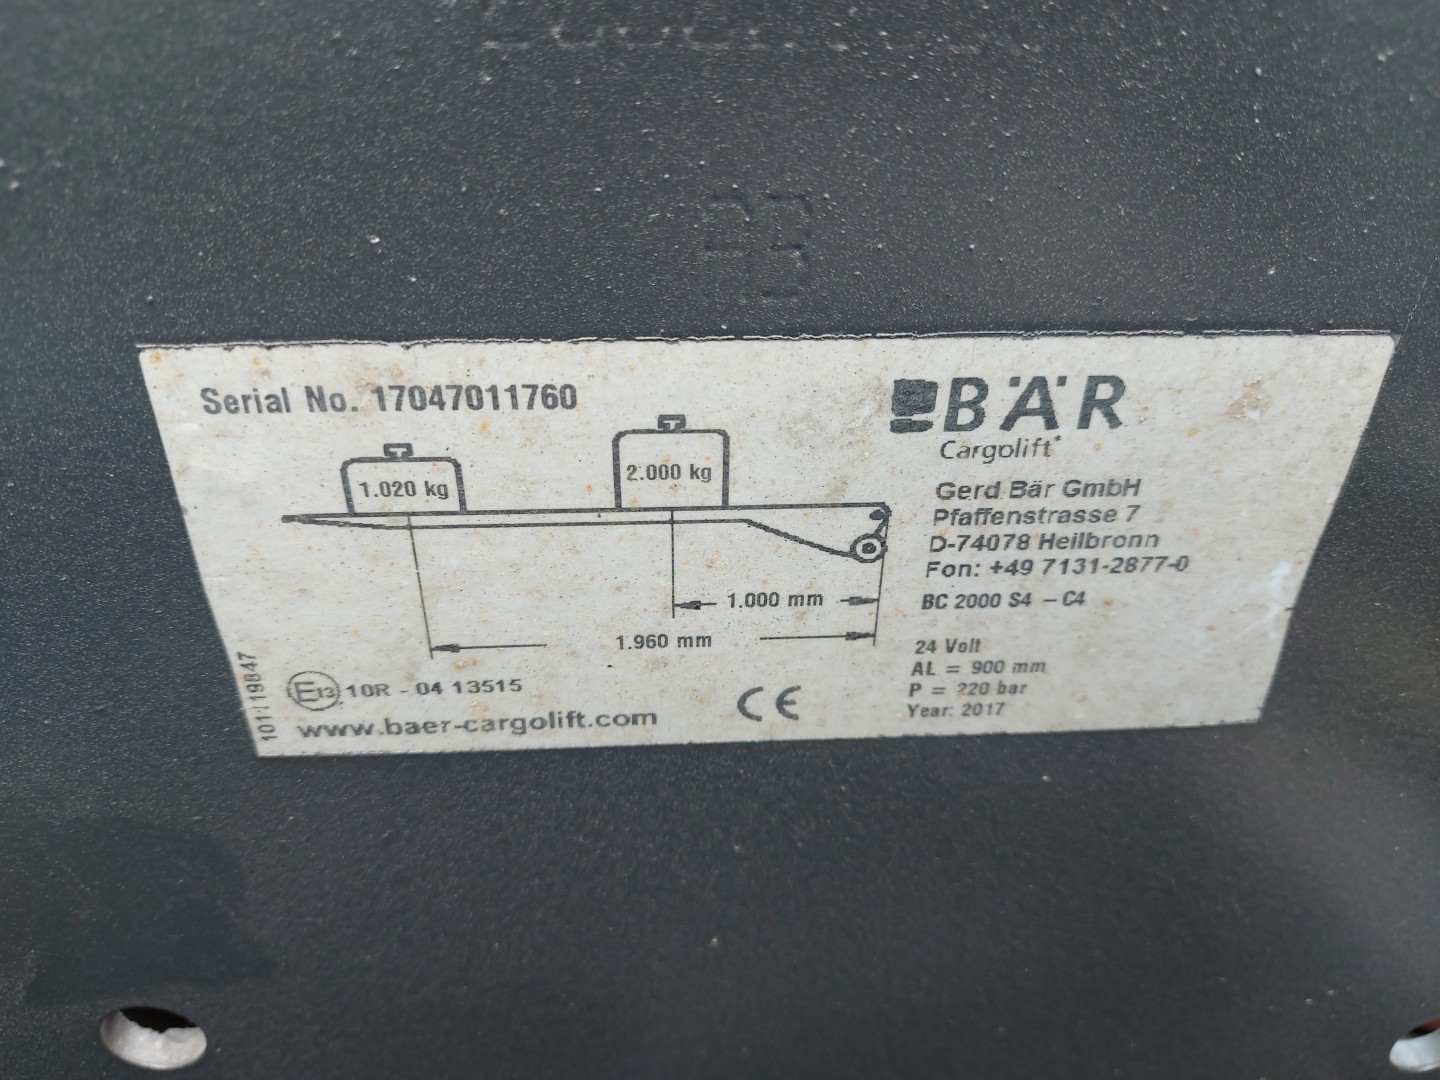 Serial No. 17047011760
1.020 kg
2.000 kg
1.000 mm
1.960 mm
101119847
E13 10R - 04 13515
www.baer-cargolift.com
CE
BÄR
Cargolift
Gerd Bär GmbH
Pfaffenstrasse 7
D-74078 Heilbronn
Fon: +49 7131-2877-0
BC 2000 S4 - C4
24 Volt
AL = 900 mm
P = 220 bar
Year: 2017